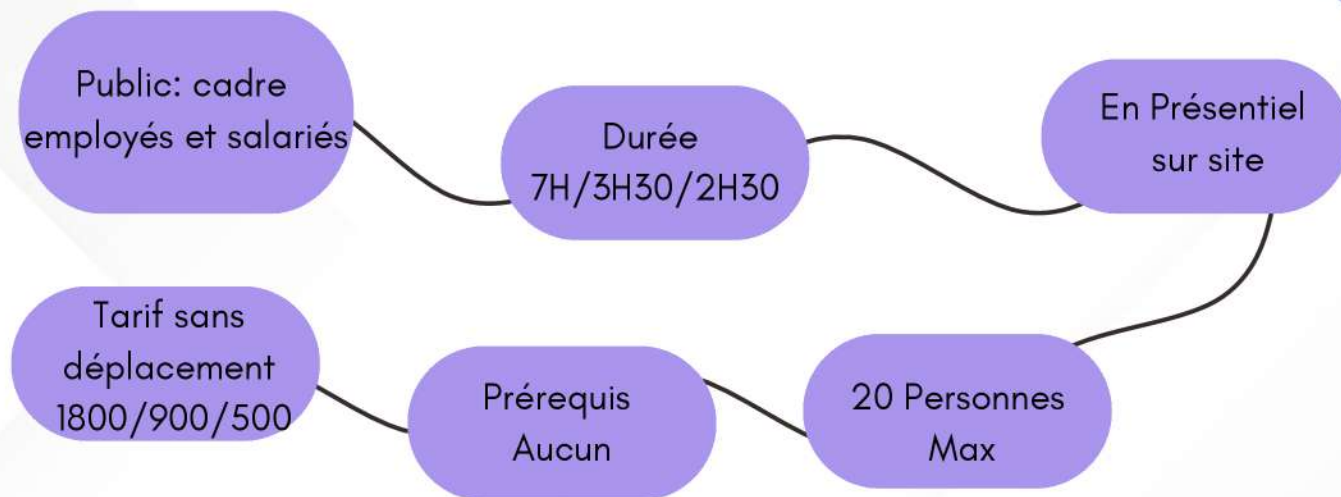 Public: cadre
employés et salariés
Durée
7H/3H30/2H30
En Présentiel
sur site
20 Personnes
Max
Prérequis
Aucun
Tarif sans
déplacement
1800/900/500